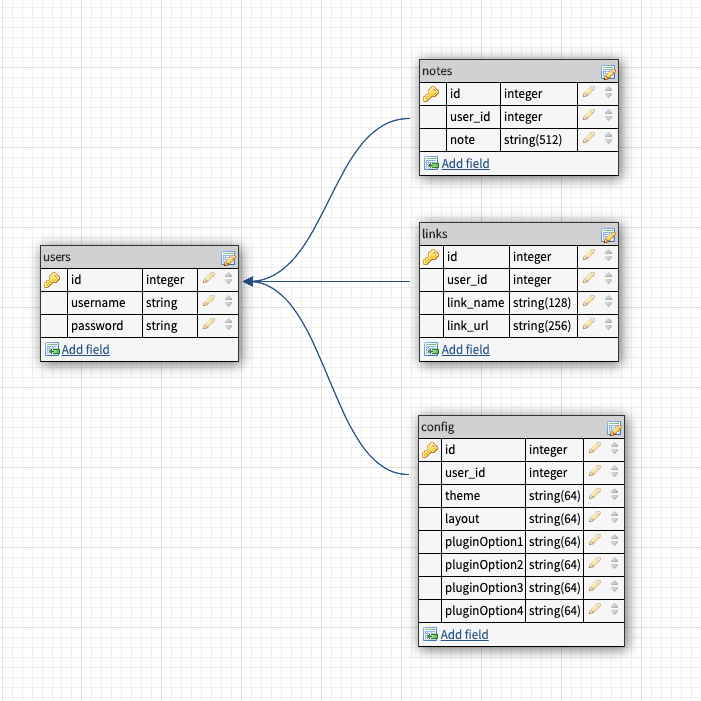 notes
id integer
user_id integer
note string(512)
Add field
users
id integer
username string
password string
Add field
links
id integer
user_id integer
link_name string(128)
link_url string(256)
Add field
config
id integer
user_id integer
theme string(64)
layout string(64)
pluginOption1 string(64)
pluginOption2 string(64)
pluginOption3 string(64)
pluginOption4 string(64)
Add field